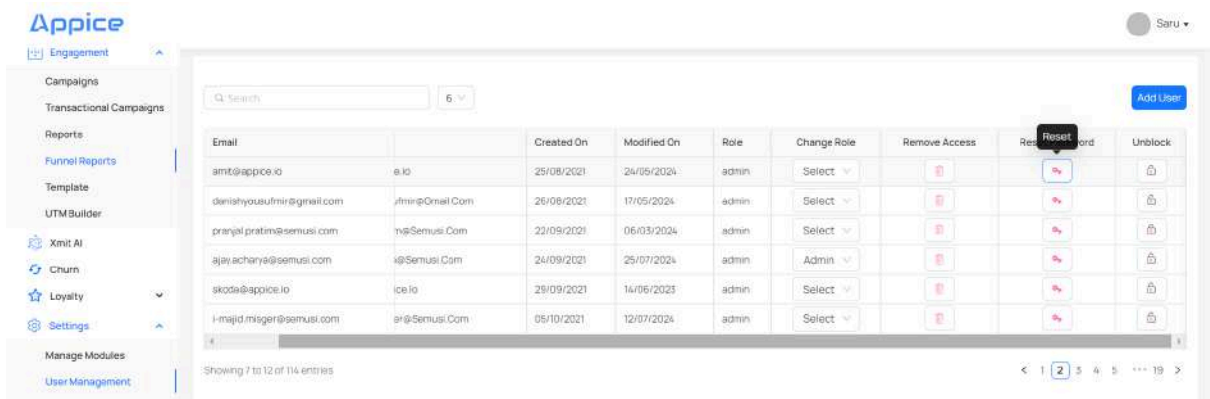 Appice
Saru
Engagement
Campaigns
Transactional Campaigns
Reports
Funnel Reports
Template
UTM Builder
Xmit AI
Churn
Loyalty
Settings
Manage Modules
User Management
Search 6 Add User
Reset
Email Created On Modified On Role Change Role Remove Access Unblock
amit@appice.io e.io 25/08/2021 24/05/2024 admin Select
danishyousufmir@gmail.com ufmir@Gmail.Com 26/08/2021 17/05/2024 admin Select
pranjal.pratim@semusi.com m@Semusi.Com 22/09/2021 06/03/2024 admin Select
ajay.acharya@semusi.com a@Semusi.Com 24/09/2021 25/07/2024 admin Admin
skoda@appice.io ice.io 29/09/2021 14/06/2023 admin Select
i-majid.misger@semusi.com er@Semusi.Com 05/10/2021 12/07/2024 admin Select
Showing 7 to 12 of 114 entries
< 1 2 3 4 5 ••• 19 >